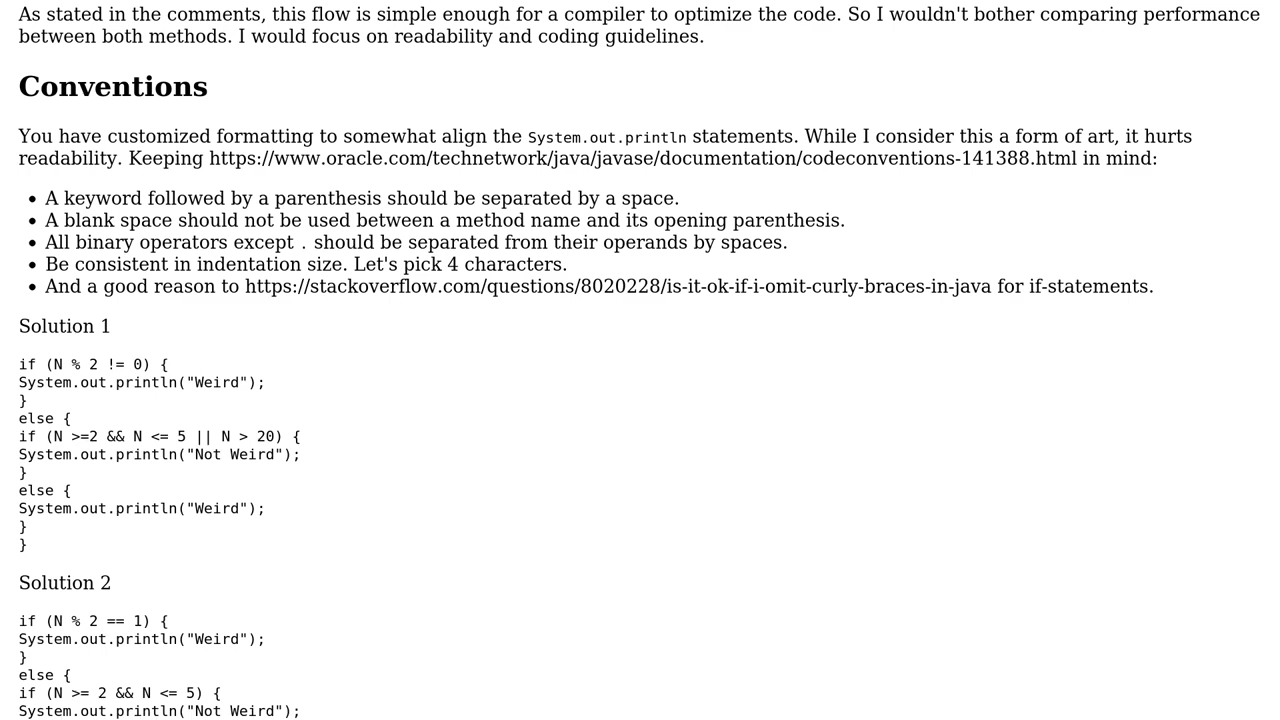 As stated in the comments, this flow is simple enough for a compiler to optimize the code. So I wouldn't bother comparing performance
between both methods. I would focus on readability and coding guidelines.
Conventions
You have customized formatting to somewhat align the System.out.println statements. While I consider this a form of art, it hurts
readability. Keeping https://www.oracle.com/technetwork/java/javase/documentation/codeconventions-141388.html in mind:
• A keyword followed by a parenthesis should be separated by a space.
• A blank space should not be used between a method name and its opening parenthesis.
• All binary operators except . should be separated from their operands by spaces.
• Be consistent in indentation size. Let's pick 4 characters.
• And a good reason to https://stackoverflow.com/questions/8020228/is-it-ok-if-i-omit-curly-braces-in-java for if-statements.
Solution 1
if (N % 2 != 0) {
System.out.println("Weird");
}
else {
if (N >=2 && N <= 5 || N > 20) {
System.out.println("Not Weird");
}
else {
System.out.println("Weird");
}
}
Solution 2
if (N % 2 == 1) {
System.out.println("Weird");
}
else {
if (N >= 2 && N <= 5) {
System.out.println("Not Weird");